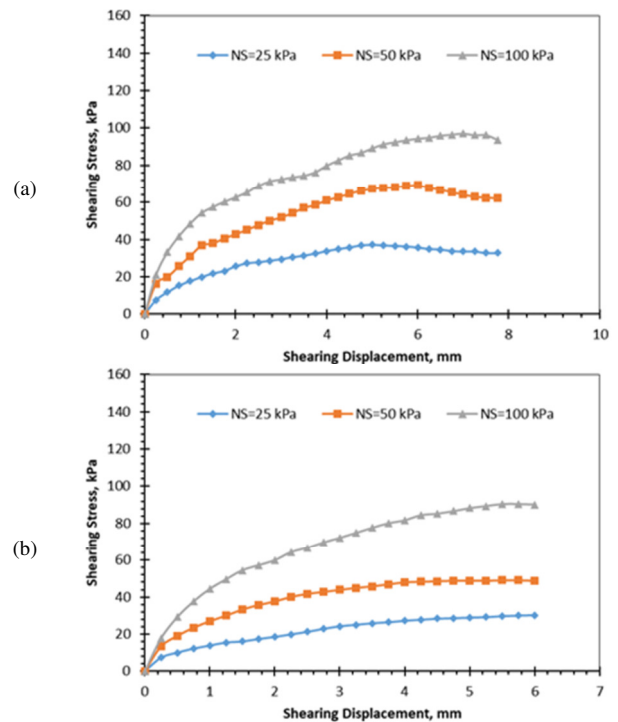 (a)
Shearing Stress, kPa
160
140
120
100
80
60
40
20
0
NS=25 kPa NS=50 kPa NS=100 kPa
0 2 4 6 8 10
Shearing Displacement, mm
(b)
Shearing Stress, kPa
160
140
120
100
80
60
40
20
0
NS=25 kPa NS=50 kPa NS=100 kPa
0 1 2 3 4 5 6 7
Shearing Displacement, mm